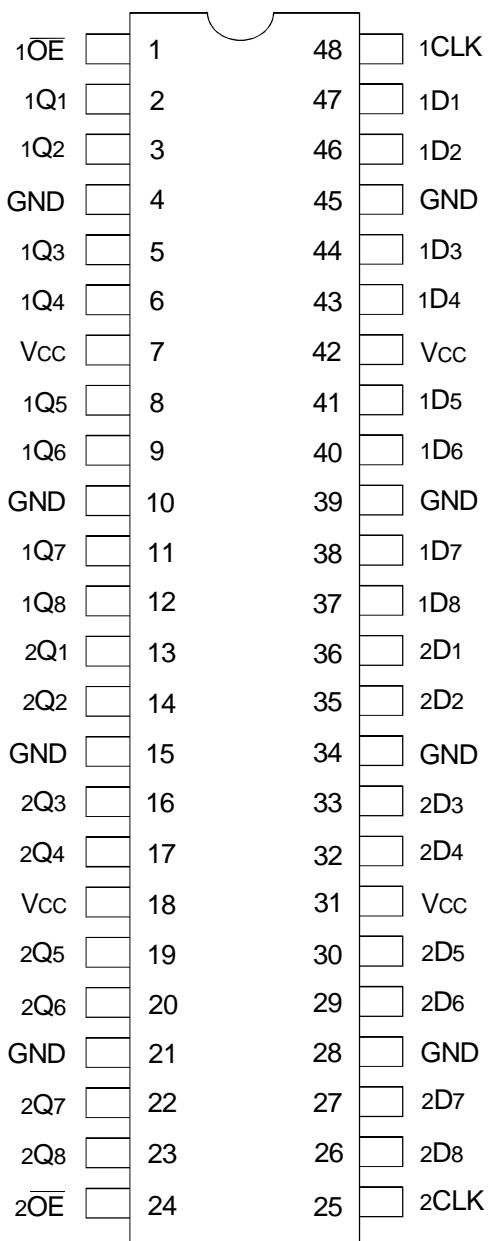 1O̅E̅ 1 48 1CLK
1Q1 2 47 1D1
1Q2 3 46 1D2
GND 4 45 GND
1Q3 5 44 1D3
1Q4 6 43 1D4
VCC 7 42 VCC
1Q5 8 41 1D5
1Q6 9 40 1D6
GND 10 39 GND
1Q7 11 38 1D7
1Q8 12 37 1D8
2Q1 13 36 2D1
2Q2 14 35 2D2
GND 15 34 GND
2Q3 16 33 2D3
2Q4 17 32 2D4
VCC 18 31 VCC
2Q5 19 30 2D5
2Q6 20 29 2D6
GND 21 28 GND
2Q7 22 27 2D7
2Q8 23 26 2D8
2O̅E̅ 24 25 2CLK